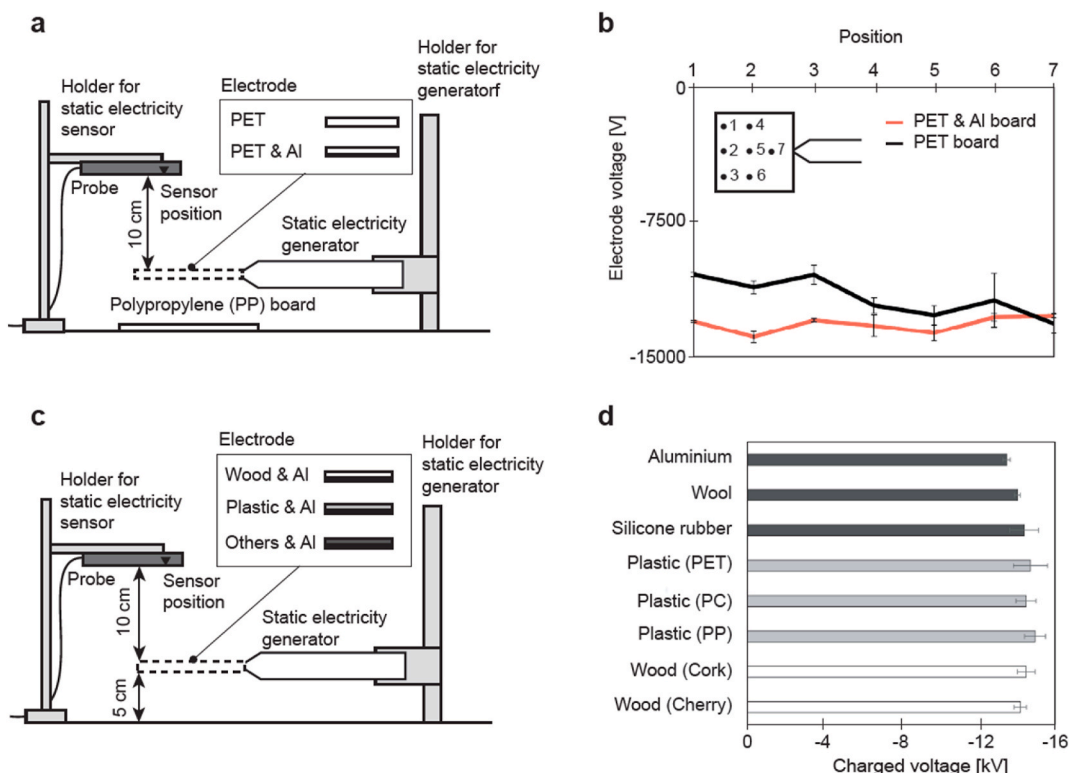 a
Holder for
static electricity
sensor
Electrode
PET
PET & Al
Holder for
static electricity
generatorf
Probe
Sensor
position
10 cm
Static electricity
generator
Polypropylene (PP) board
b
Position
1 2 3 4 5 6 7
0
-7500
-15000
Electrode voltage [V]
1 4
2 5 7
3 6
PET & Al board
PET board
c
Holder for
static electricity
sensor
Electrode
Wood & Al
Plastic & Al
Others & Al
Holder for
static electricity
generator
Probe
Sensor
position
10 cm
Static electricity
generator
5 cm
d
Aluminium
Wool
Silicone rubber
Plastic (PET)
Plastic (PC)
Plastic (PP)
Wood (Cork)
Wood (Cherry)
0 -4 -8 -12 -16
Charged voltage [kV]